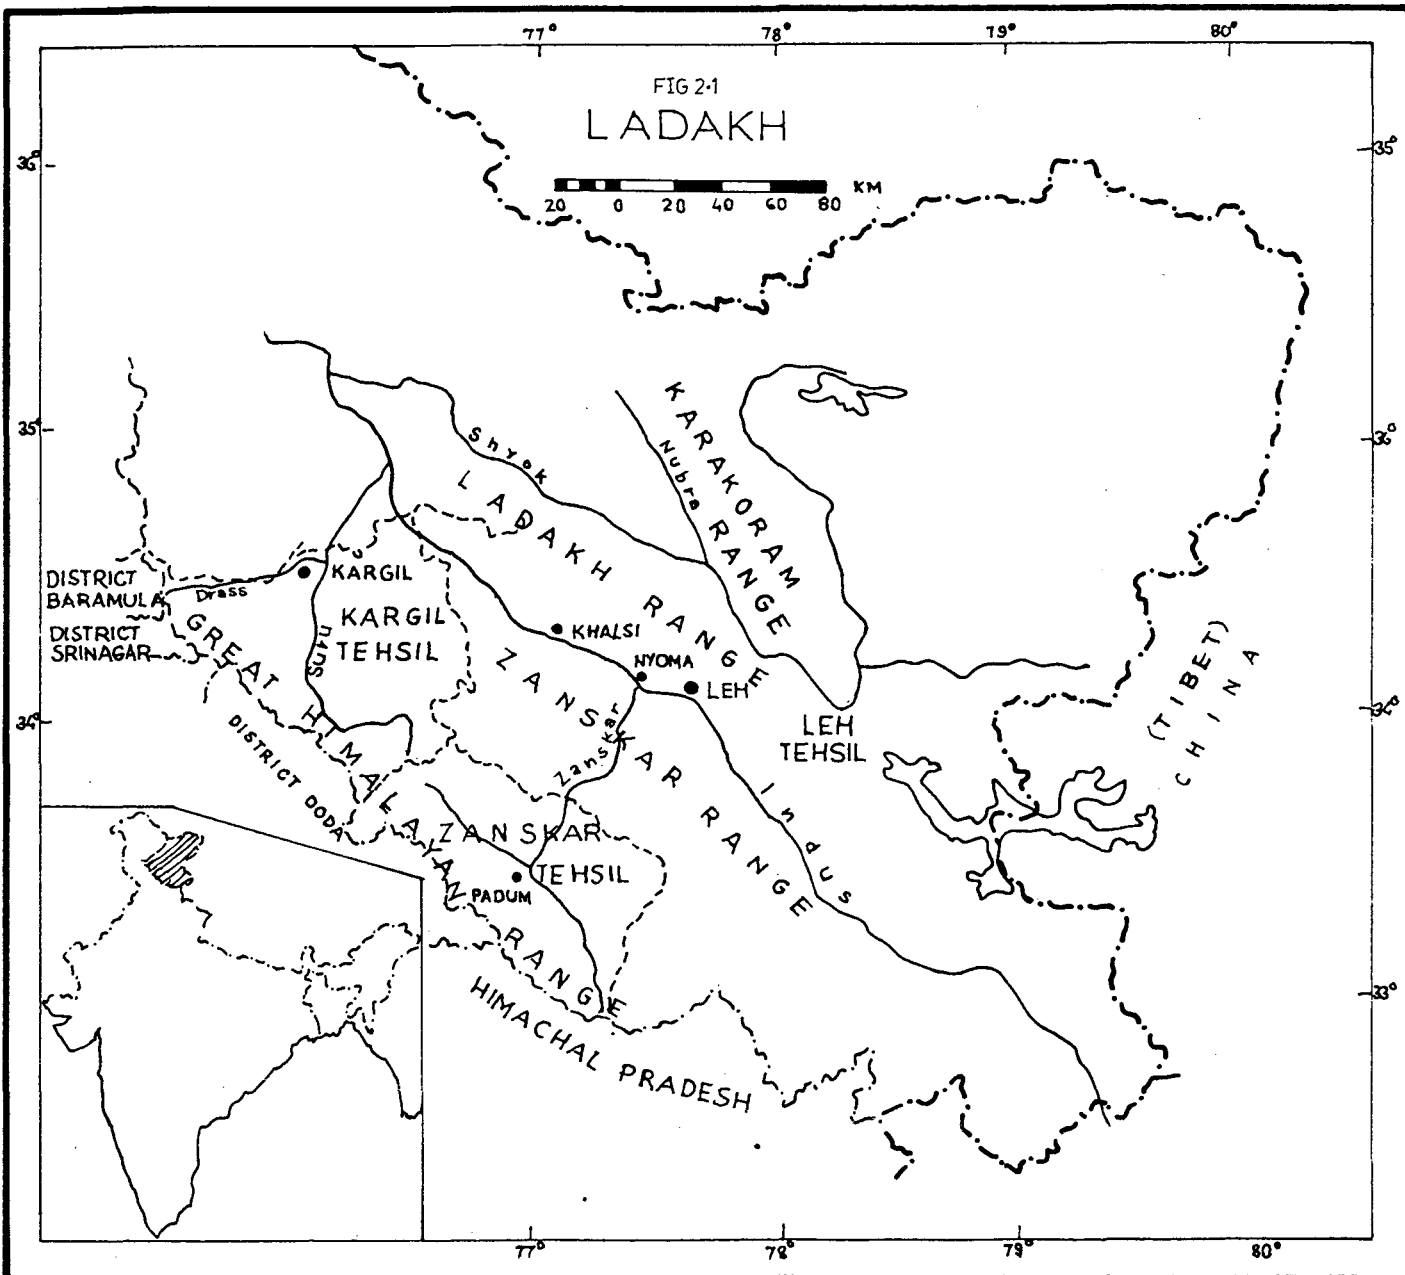 77° 78° 79° 80°
FIG 2·1
LADAKH
KM
20 0 20 40 60 80
36° 35°
35° 36°
34° 34°
33°
Shyok
Nubra
KARAKORAM
RANGE
LADAKH RANGE
DISTRICT
BARAMULA
Drass
KARGIL
DISTRICT
SRINAGAR
KARGIL
TEHSIL
Suru
KHALSI
NYOMA
LEH
GREAT HIMALAYAN RANGE
ZANSKAR RANGE
Zanskar
LEH
TEHSIL
(TIBET)
CHINA
DISTRICT DODA
Indus
ZANSKAR
TEHSIL
PADUM
HIMACHAL PRADESH
77° 78° 79° 80°